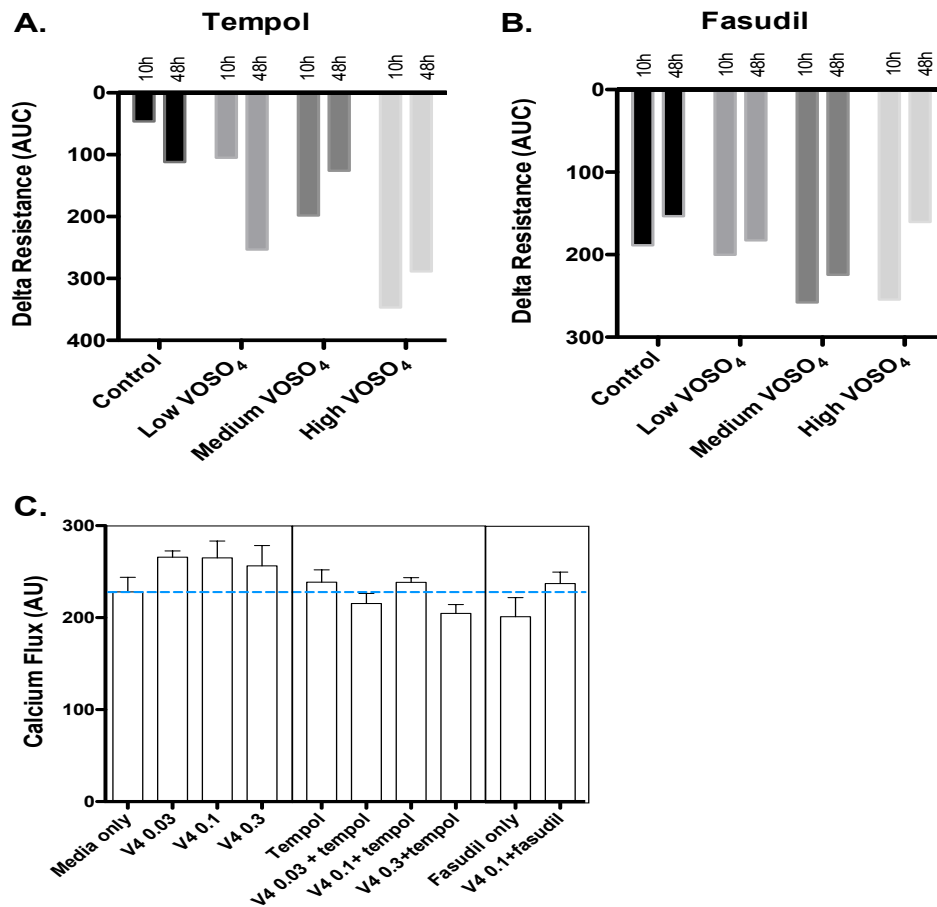 A.
Tempol
10h 48h 10h 48h 10h 48h 10h 48h
Delta Resistance (AUC)
0
100
200
300
400
Control
Low VOSO₄
Medium VOSO₄
High VOSO₄
B.
Fasudil
10h 48h 10h 48h 10h 48h 10h 48h
Delta Resistance (AUC)
0
100
200
300
Control
Low VOSO₄
Medium VOSO₄
High VOSO₄
C.
Calcium Flux (AU)
300
200
100
0
Media only
V4 0.03
V4 0.1
V4 0.3
Tempol
V4 0.03 + tempol
V4 0.1+ tempol
V4 0.3+tempol
Fasudil only
V4 0.1+fasudil